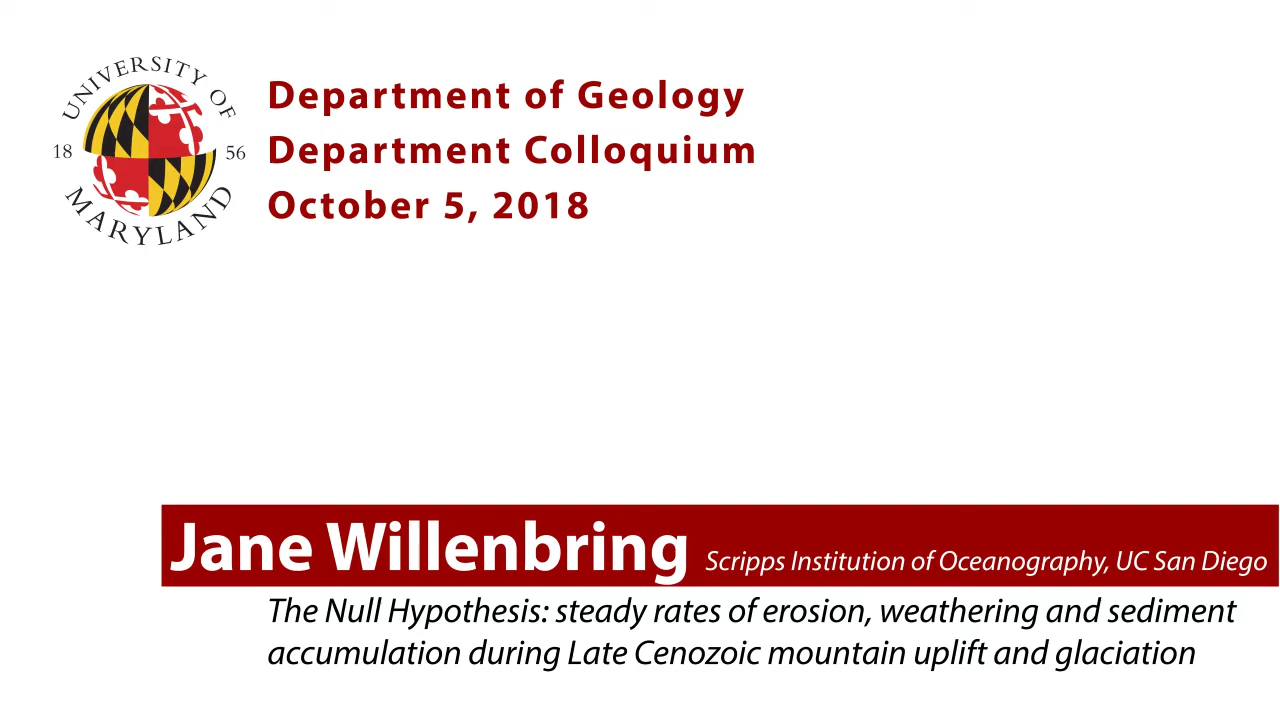 UNIVERSITY OF
18 56
MARYLAND
Department of Geology
Department Colloquium
October 5, 2018
Jane Willenbring Scripps Institution of Oceanography, UC San Diego
The Null Hypothesis: steady rates of erosion, weathering and sediment
accumulation during Late Cenozoic mountain uplift and glaciation